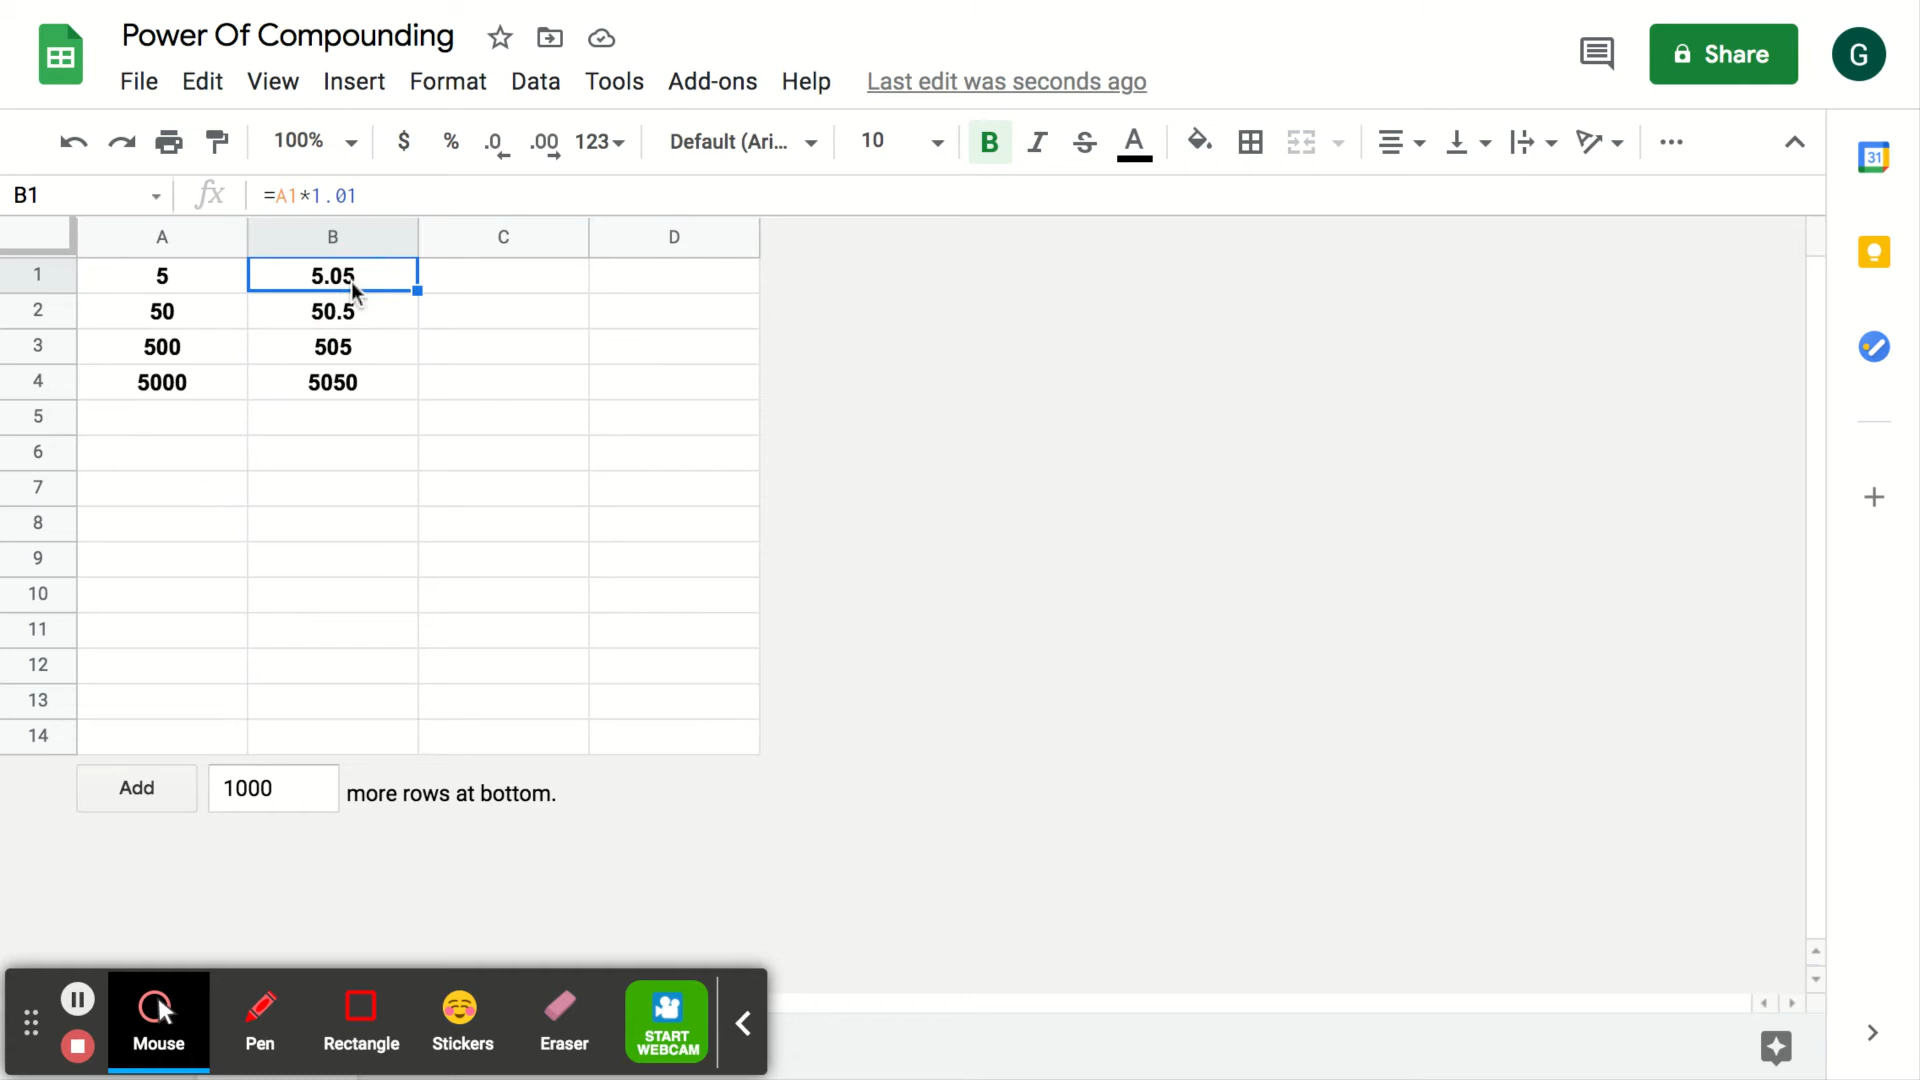 Power Of Compounding
File Edit View Insert Format Data Tools Add-ons Help Last edit was seconds ago
Share
G
100% $ % .0 .00 123 Default (Ari... 10 B I S A
31
B1 fx =A1*1.01
A B C D
1 5 5.05
2 50 50.5
3 500 505
4 5000 5050
5
6
7
8
9
10
11
12
13
14
Add 1000 more rows at bottom.
Mouse Pen Rectangle Stickers Eraser START WEBCAM